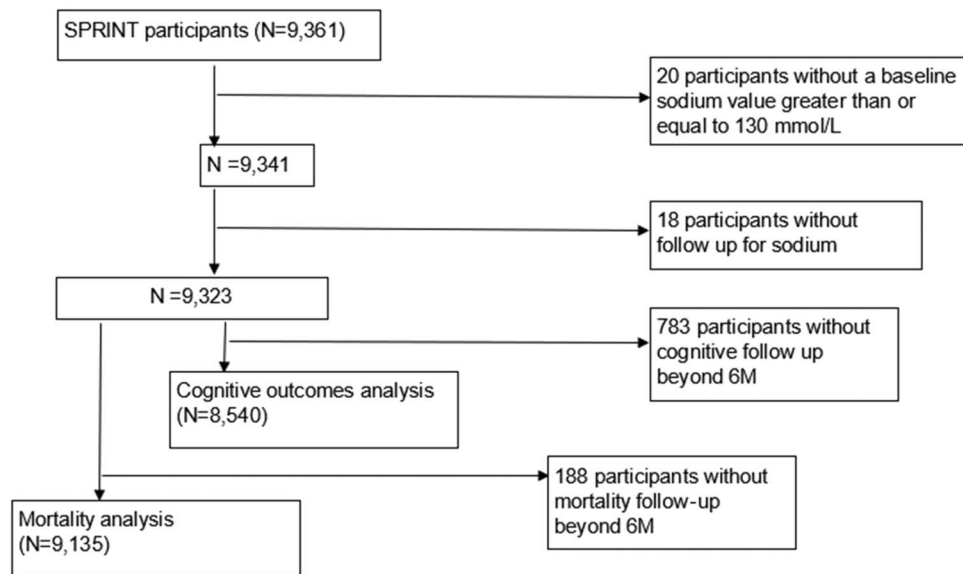 SPRINT participants (N=9,361)
20 participants without a baseline
sodium value greater than or
equal to 130 mmol/L
N =9,341
18 participants without
follow up for sodium
N =9,323
783 participants without
cognitive follow up
beyond 6M
Cognitive outcomes analysis
(N=8,540)
188 participants without
mortality follow-up
beyond 6M
Mortality analysis
(N=9,135)